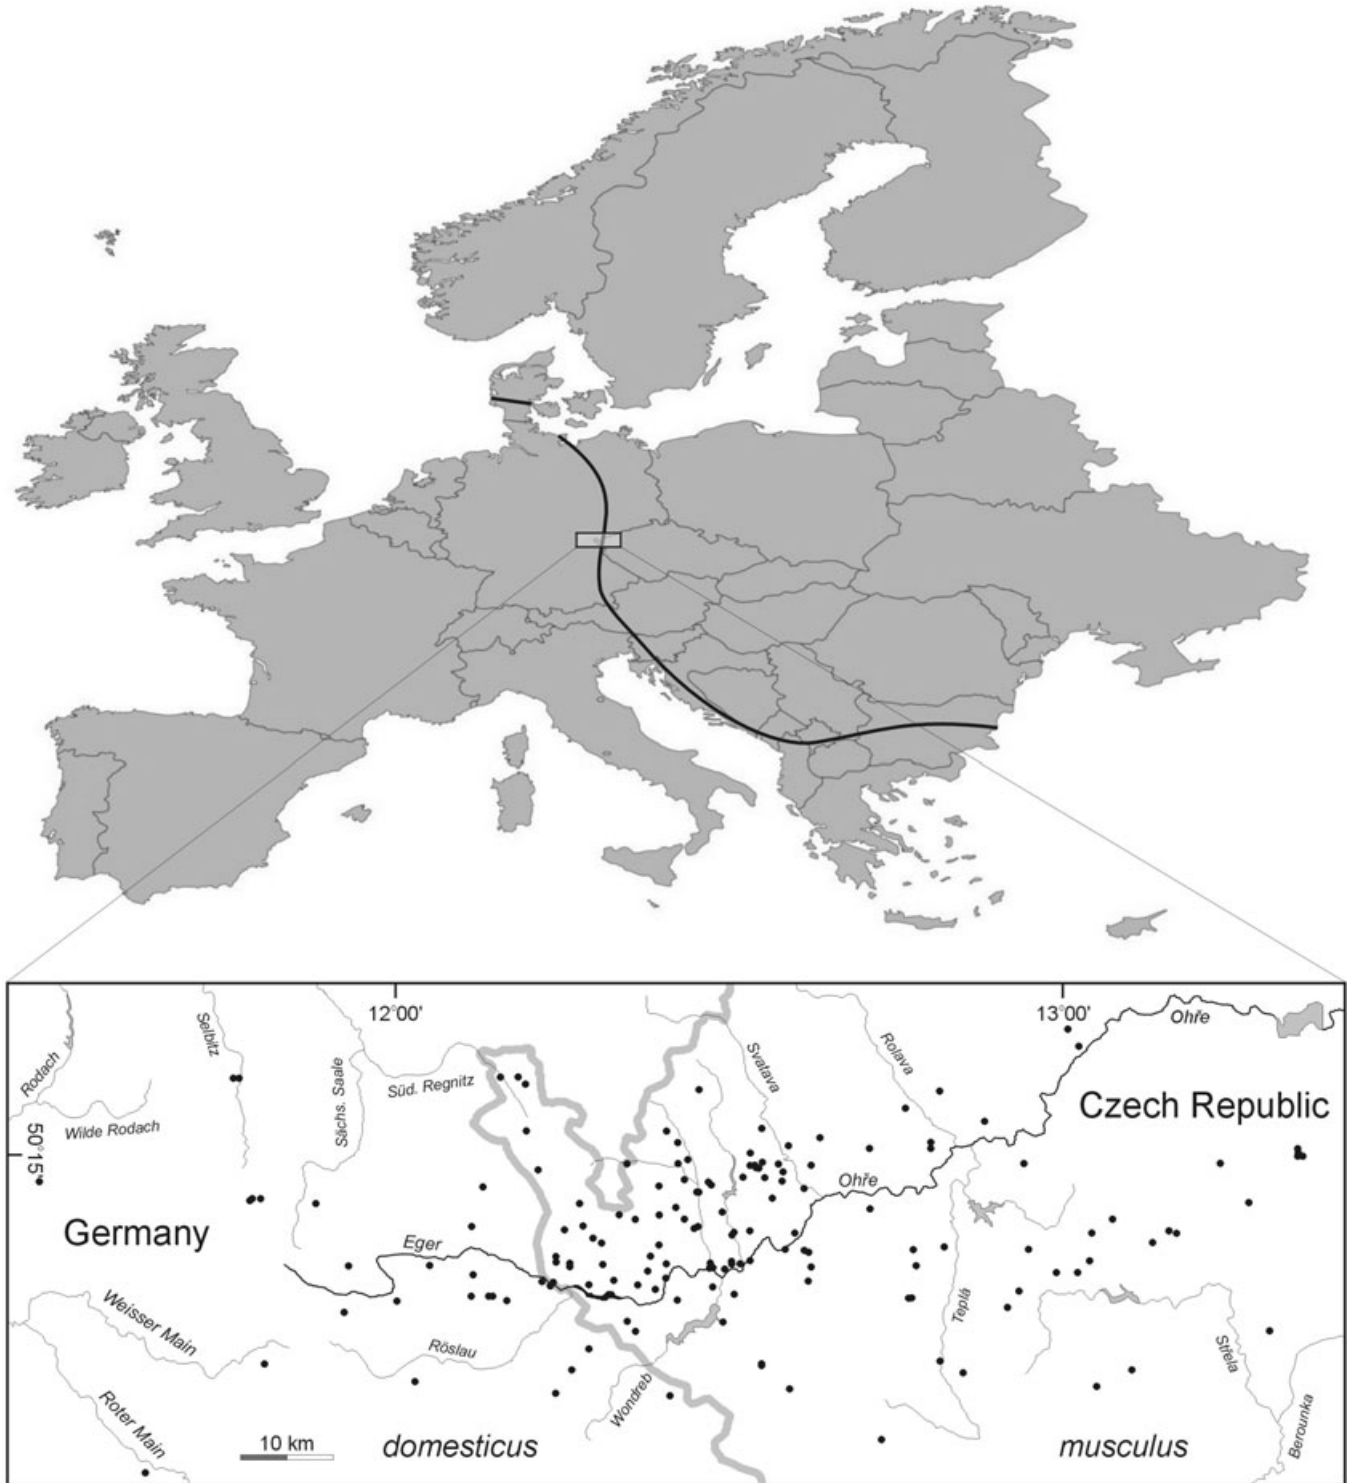 12°00'
13°00'
Ohře
Rodach
Selbitz
Sächs. Saale
Süd. Regnitz
Svatava
Rolava
Wilde Rodach
Czech Republic
50°15'
Ohře
Germany
Eger
Weisser Main
Röslau
Teplá
Střela
Roter Main
Wondreb
Berounka
10 km
domesticus
musculus